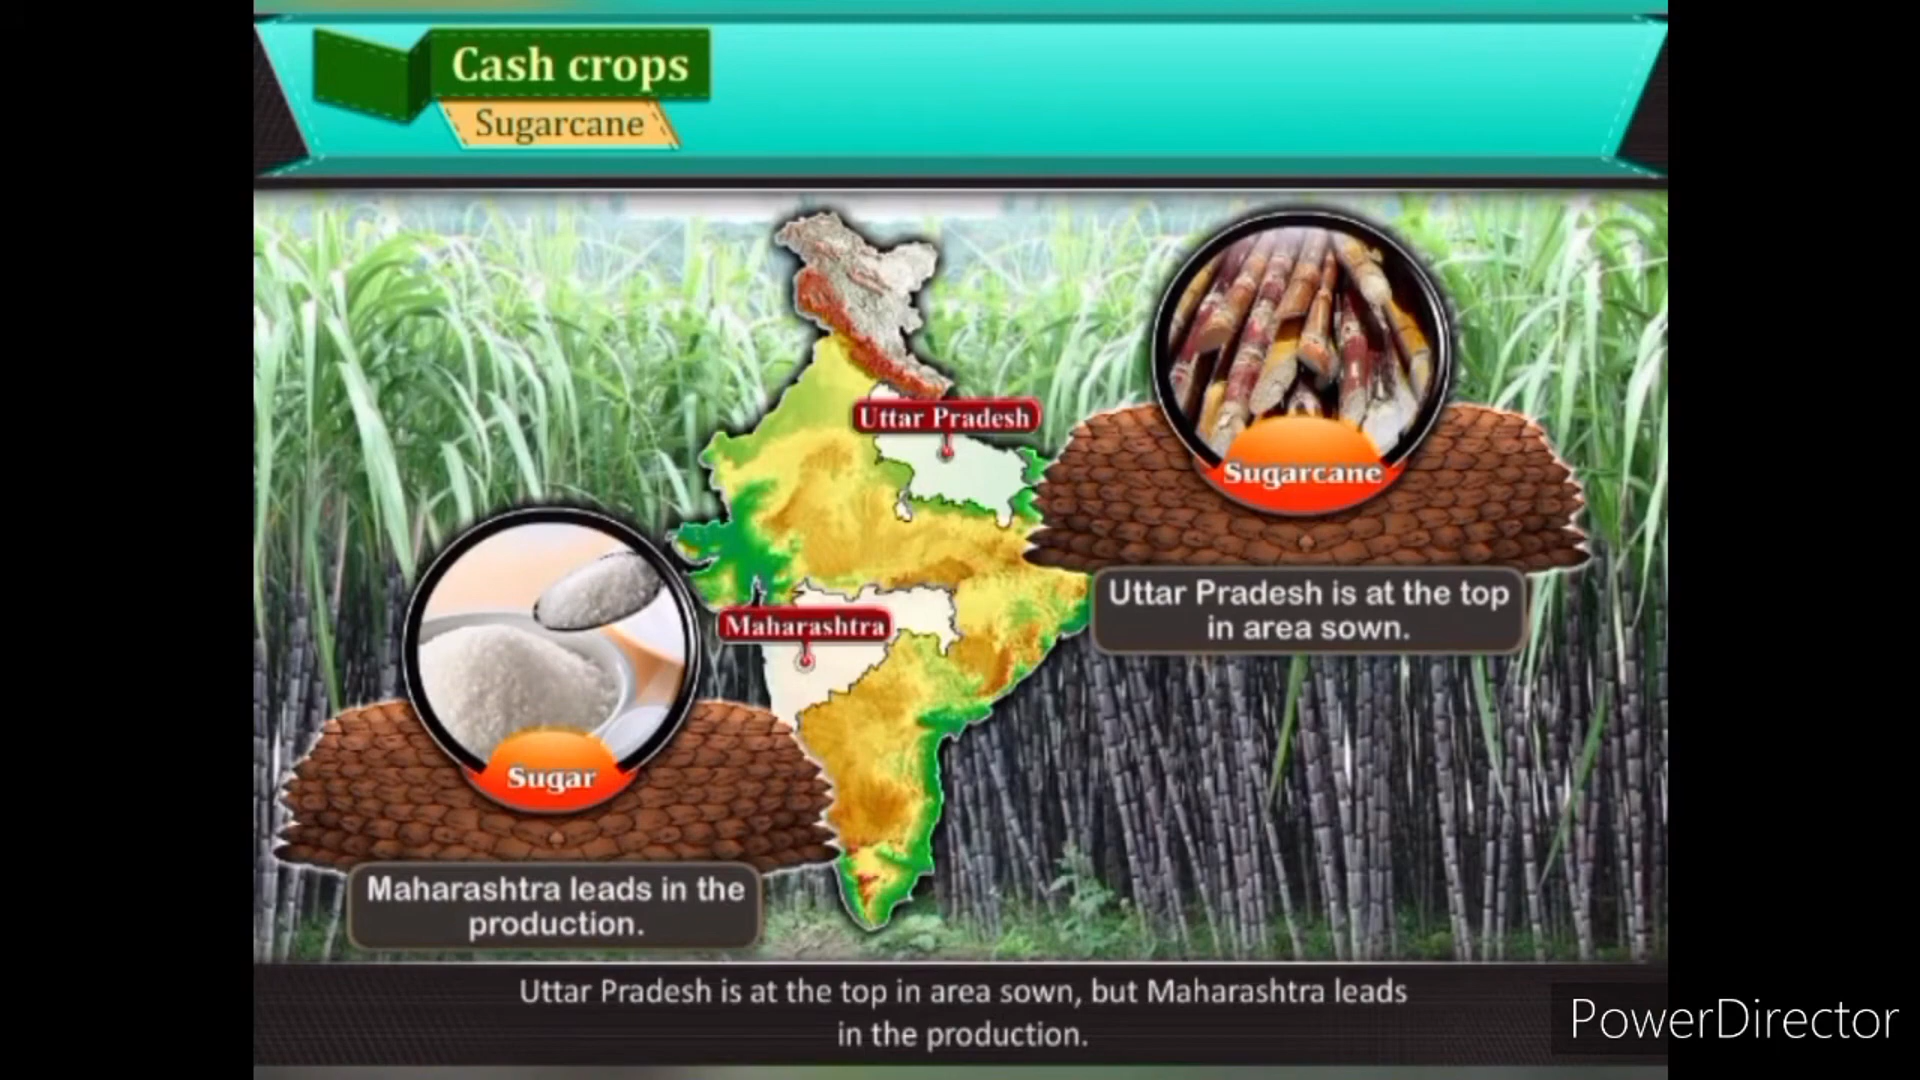 Cash crops
Sugarcane
Uttar Pradesh
Sugarcane
Uttar Pradesh is at the top
in area sown.
Maharashtra
Sugar
Maharashtra leads in the
production.
Uttar Pradesh is at the top in area sown, but Maharashtra leads
in the production.
PowerDirector